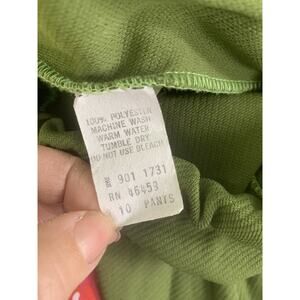 100% POLYESTER
MACHINE WASH
WARM WATER
TUMBLE DRY
DO NOT USE BLEACH
901 1731
RN 46453
10 PANTS